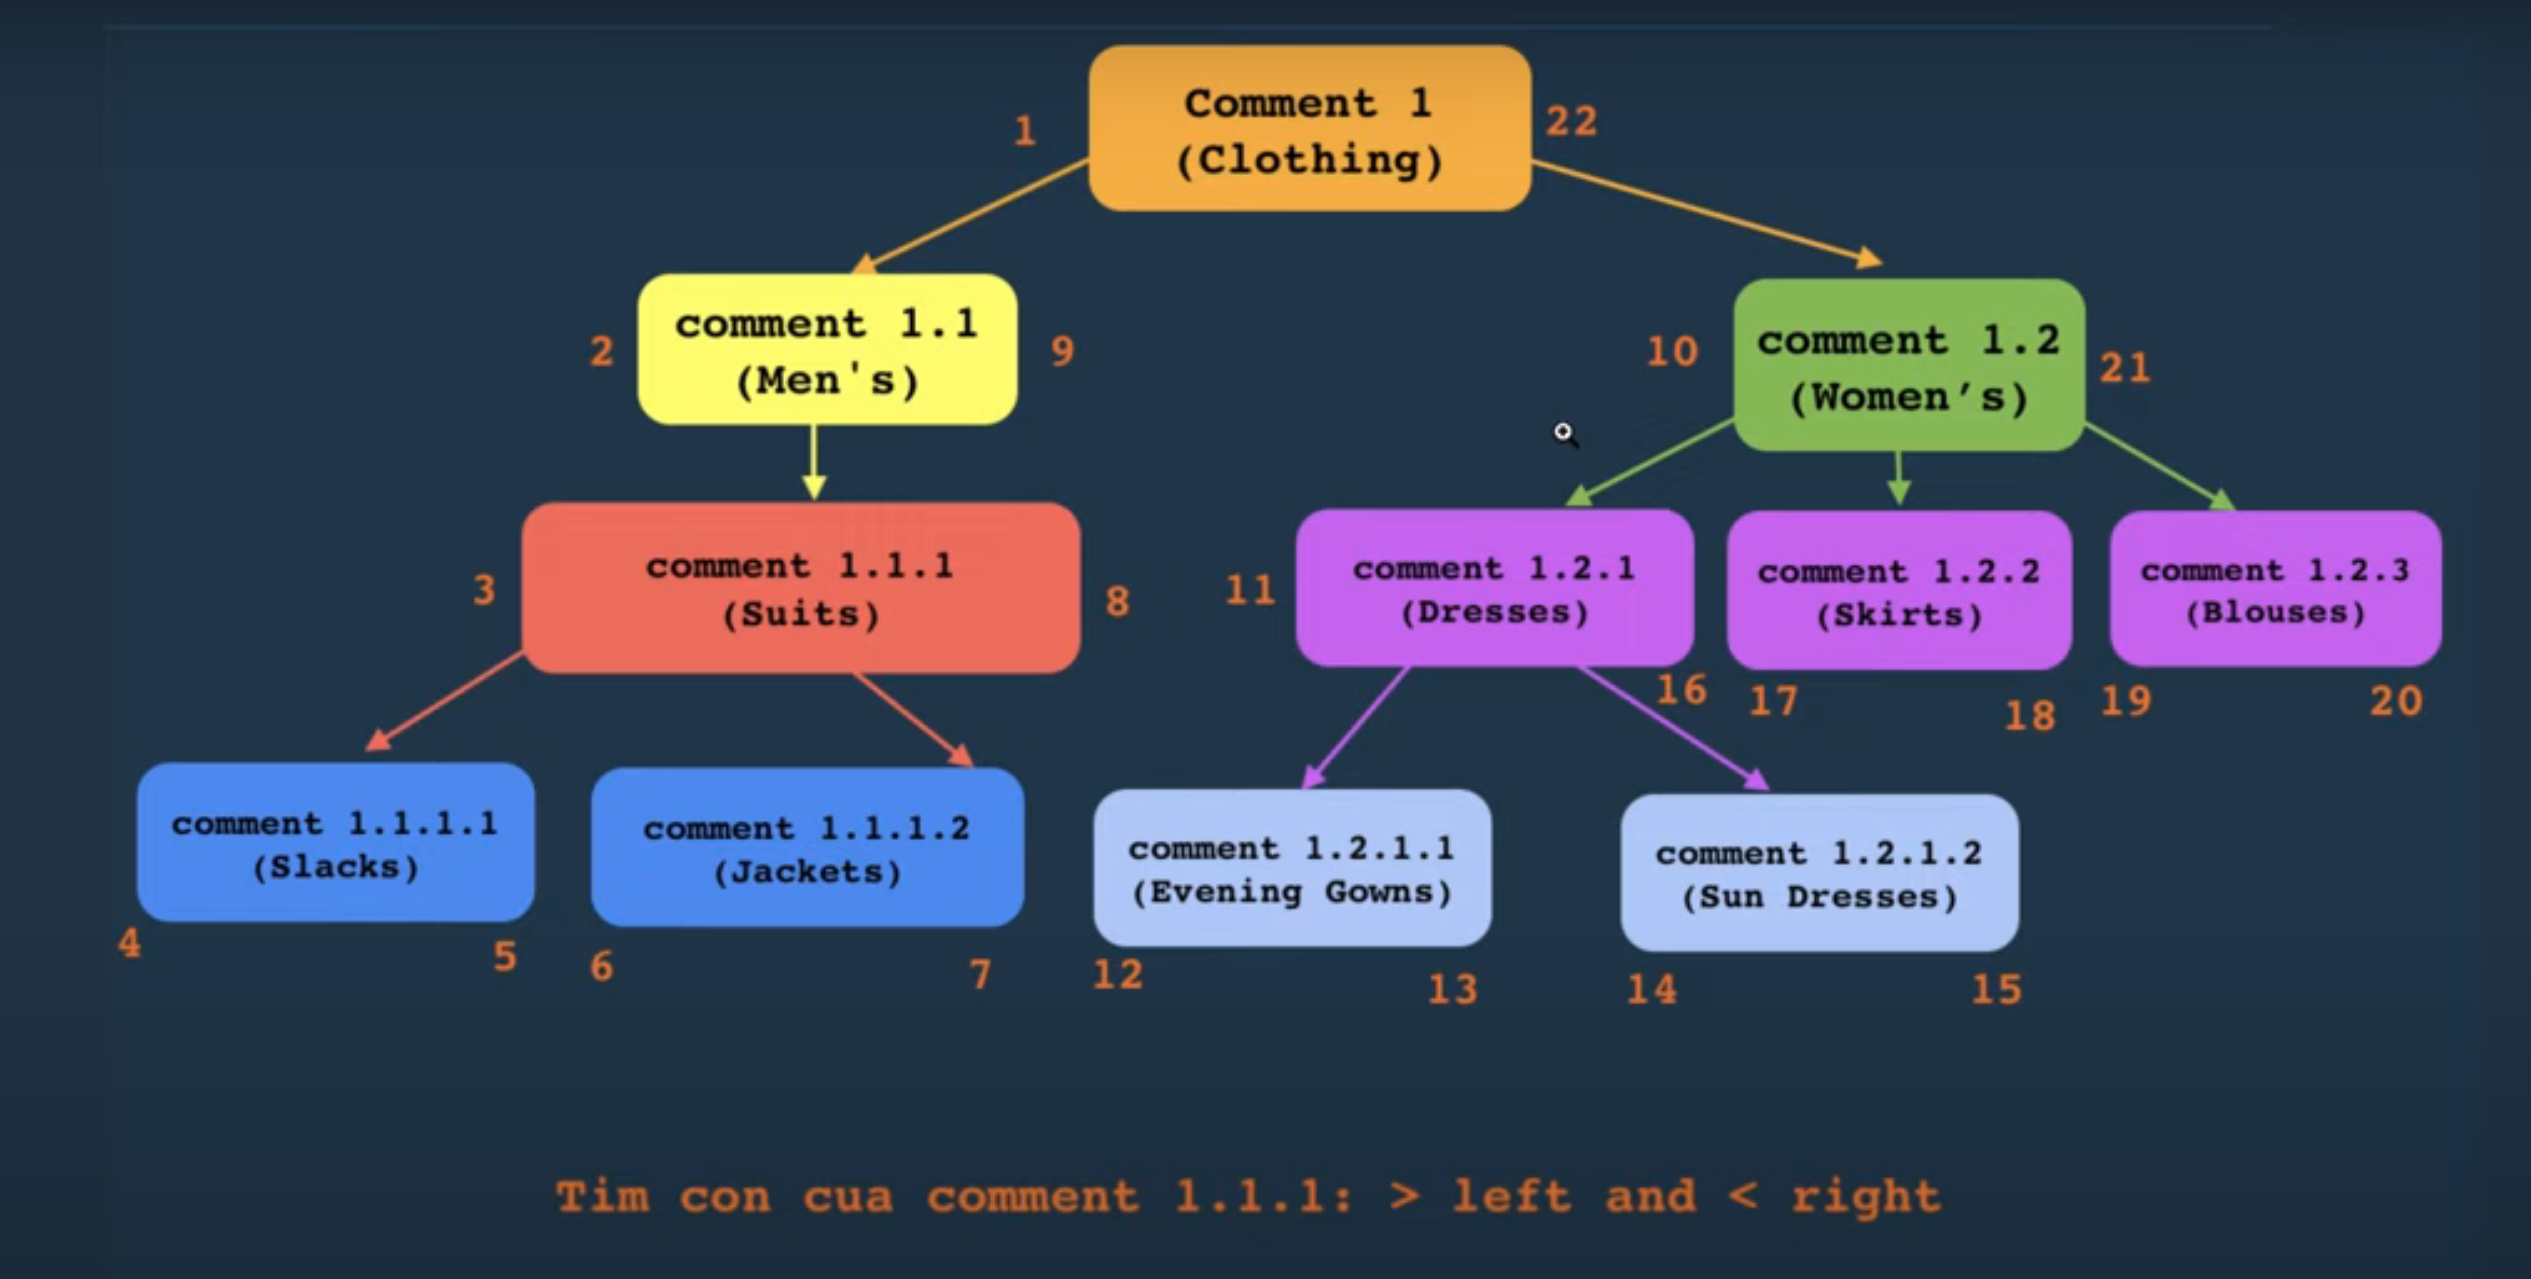 1
Comment 1
(Clothing)
22
2
comment 1.1
(Men's)
9
10
comment 1.2
(Women’s)
21
3
comment 1.1.1
(Suits)
8
11
comment 1.2.1
(Dresses)
16
comment 1.2.2
(Skirts)
17
18
comment 1.2.3
(Blouses)
19
20
comment 1.1.1.1
(Slacks)
4
5
comment 1.1.1.2
(Jackets)
6
7
comment 1.2.1.1
(Evening Gowns)
12
13
comment 1.2.1.2
(Sun Dresses)
14
15
Tim con cua comment 1.1.1: > left and < right